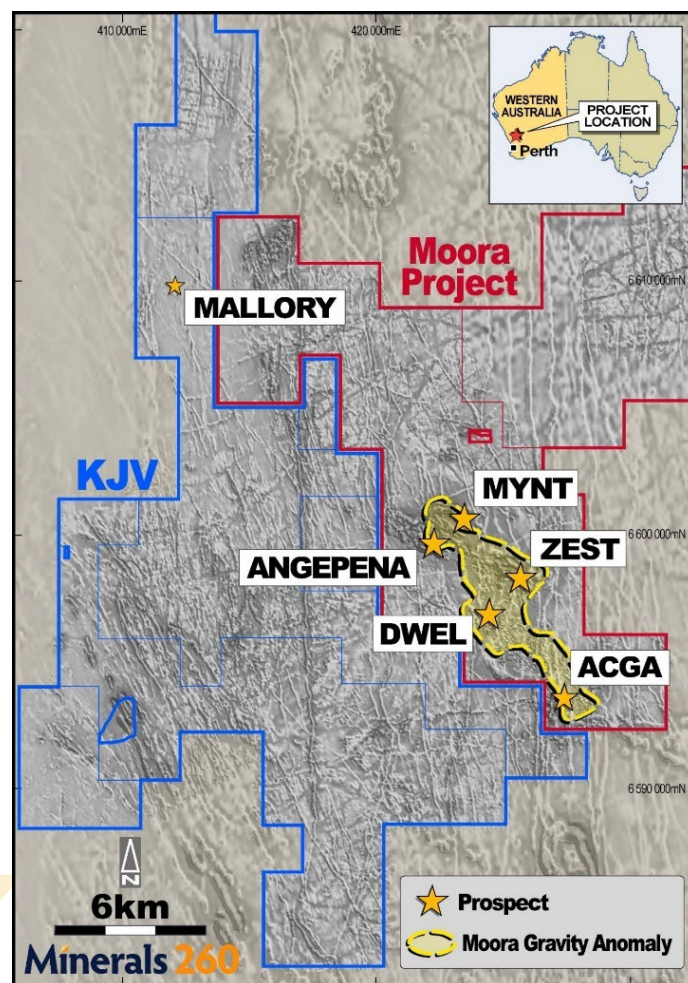 410 000mE
420 000mE
WESTERN
AUSTRALIA
PROJECT
LOCATION
Perth
Moora
Project
6 610 000mN
MALLORY
KJV
MYNT
6 600 000mN
ZEST
ANGEPENA
DWEL
ACGA
6 590 000mN
N
6km
Minerals 260
Prospect
Moora Gravity Anomaly